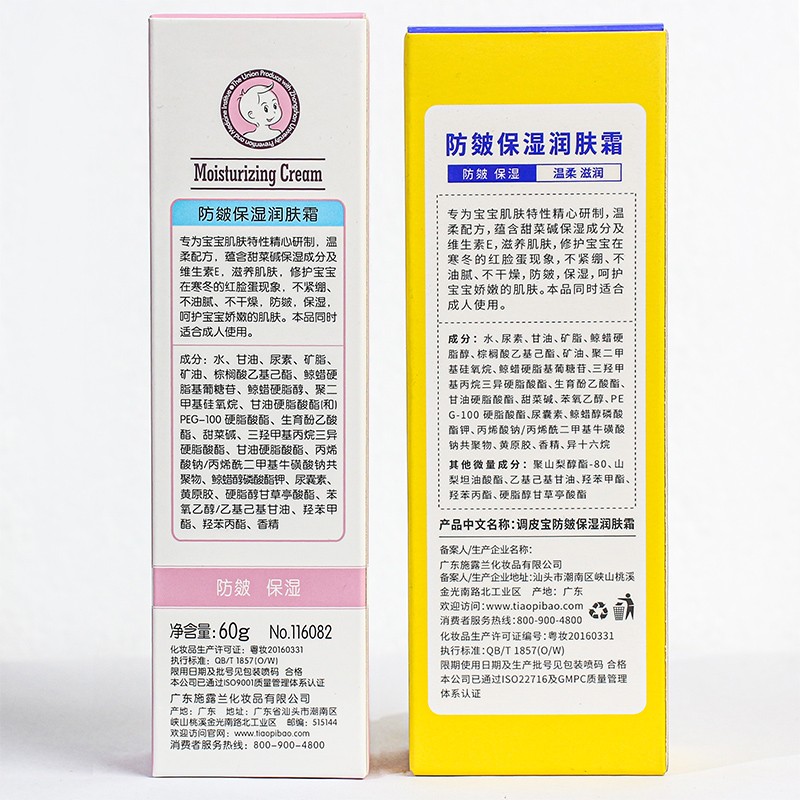 The Union Produce with Zhongshan University Prevention and Medicine Institute
Moisturizing Cream
防皴保湿润肤霜
专为宝宝肌肤特性精心研制，温
柔配方，蕴含甜菜碱保湿成分及
维生素E，滋养肌肤，修护宝宝
在寒冬的红脸蛋现象，不紧绷、
不油腻、不干燥，防皴，保湿，
呵护宝宝娇嫩的肌肤。本品同时
适合成人使用。
成分：水、甘油、尿素、矿脂、
矿油、棕榈酸乙基己酯、鲸蜡硬
脂基葡糖苷、鲸蜡硬脂醇、聚二
甲基硅氧烷、甘油硬脂酸酯(和)
PEG-100 硬脂酸酯、生育酚乙酸
酯、甜菜碱、三羟甲基丙烷三异
硬脂酸酯、甘油硬脂酸酯、丙烯
酸钠/丙烯酰二甲基牛磺酸钠共
聚物、鲸蜡醇磷酸酯钾、尿囊素、
黄原胶、硬脂醇甘草亭酸酯、苯
氧乙醇/乙基己基甘油、羟苯甲
酯、羟苯丙酯、香精
防皴 保湿
净含量:60g No.116082
化妆品生产许可证：粤妆20160331
执行标准：QB/T 1857(O/W)
限用日期及批号见包装喷码 合格
本公司已通过ISO9001质量管理体系认证
广东施露兰化妆品有限公司
产地：广东 地址：广东省汕头市潮南区
峡山桃溪金光南路北工业区 邮编：515144
欢迎访问官网：www.tiaopibao.com
消费者服务热线：800-900-4800
防皴保湿润肤霜
防皴 保湿 温柔 滋润
专为宝宝肌肤特性精心研制,温
柔配方,蕴含甜菜碱保湿成分及
维生素E,滋养肌肤,修护宝宝在
寒冬的红脸蛋现象,不紧绷、不
油腻、不干燥,防皴,保湿,呵护
宝宝娇嫩的肌肤。本品同时适合
成人使用。
成分：水、尿素、甘油、矿脂、鲸蜡硬
脂醇、棕榈酸乙基己酯、矿油、聚二甲
基硅氧烷、鲸蜡硬脂基葡糖苷、三羟甲
基丙烷三异硬脂酸酯、生育酚乙酸酯、
甘油硬脂酸酯、甜菜碱、苯氧乙醇、PE
G-100 硬脂酸酯、尿囊素、鲸蜡醇磷酸
酯钾、丙烯酸钠/丙烯酰二甲基牛磺酸
钠共聚物、黄原胶、香精、异十六烷
其他微量成分：聚山梨醇酯-80、山
梨坦油酸酯、乙基己基甘油、羟苯甲酯、
羟苯丙酯、硬脂醇甘草亭酸酯
产品中文名称：调皮宝防皴保湿润肤霜
备案人/生产企业名称：
广东施露兰化妆品有限公司
备案人/生产企业地址:汕头市潮南区峡山桃溪
金光南路北工业区 产地：广东
欢迎访问:www.tiaopibao.com
消费者服务热线:800-900-4800
化妆品生产许可证编号:粤妆20160331
执行标准:QB/T 1857(O/W)
限期使用日期及生产批号见包装喷码 合格
本公司已通过ISO22716及GMPC质量管理
体系认证